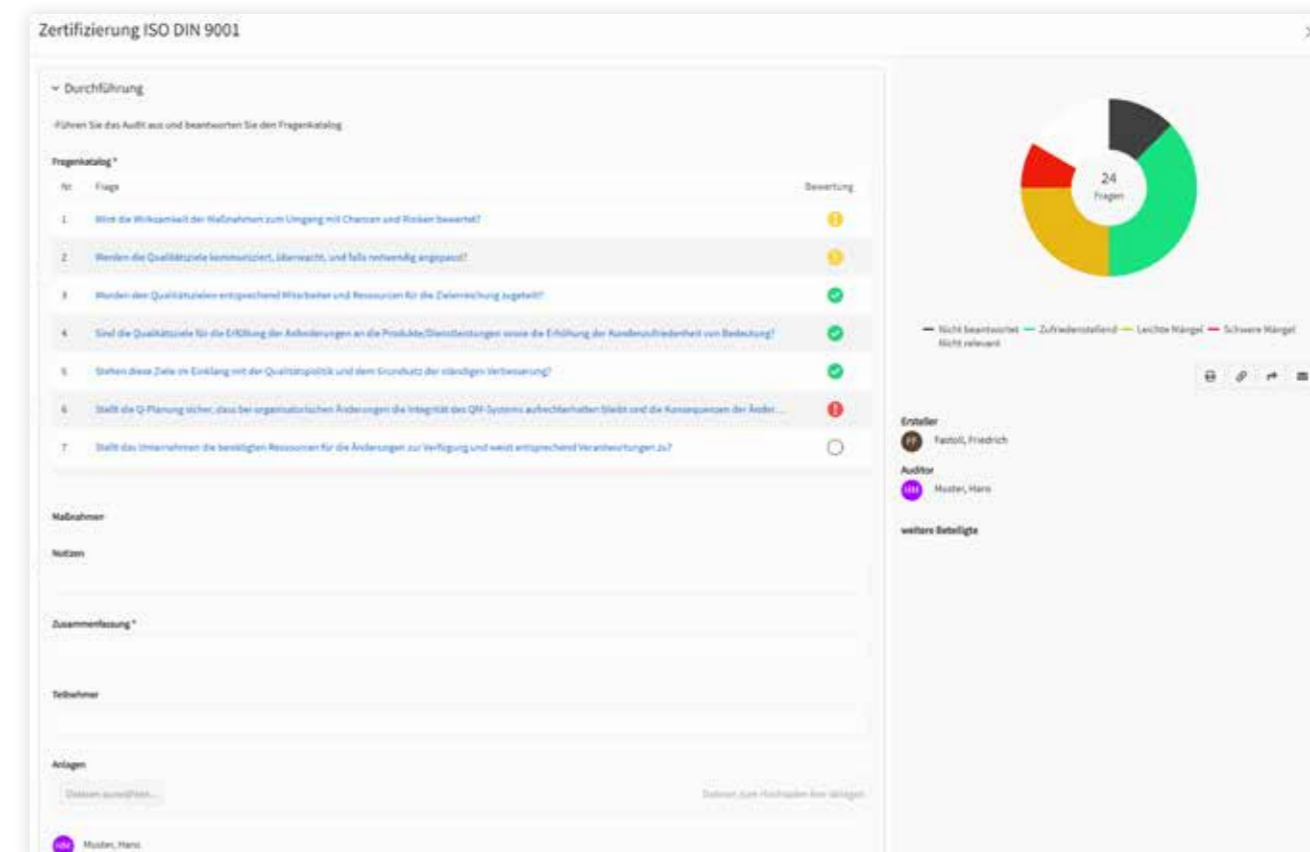 Zertifizierung ISO DIN 9001
Durchführung
Führen Sie das Audit aus und beantworten Sie den Fragenkatalog
Fragenkatalog *
Nr Frage Bewertung
1 Wird die Wirksamkeit der Maßnahmen zum Umgang mit Chancen und Risiken bewertet?
2 Werden die Qualitätsziele kommuniziert, überwacht, und falls notwendig angepasst?
3 Wurden den Qualitätszielen entsprechend Mitarbeiter und Ressourcen für die Zielerreichung zugeteilt?
4 Sind die Qualitätsziele für die Erfüllung der Anforderungen an die Produkte/Dienstleistungen sowie die Erhöhung der Kundenzufriedenheit von Bedeutung?
5 Stehen diese Ziele im Einklang mit der Qualitätspolitik und dem Grundsatz der ständigen Verbesserung?
6 Stellt die Q-Planung sicher, dass bei organisatorischen Änderungen die Integrität des QM-Systems aufrechterhalten bleibt und die Konsequenzen der Änder...
7 Stellt das Unternehmen die benötigten Ressourcen für die Änderungen zur Verfügung und weist entsprechend Verantwortungen zu?
Maßnahmen
Notizen
Zusammenfassung *
Teilnehmer
Anlagen
Dateien auswählen...
Dateien zum Hochladen hier ablegen
HM Muster, Hans
24
Fragen
Nicht beantwortet Zufriedenstellend Leichte Mängel Schwere Mängel
Nicht relevant
Ersteller
FF Fastoll, Friedrich
Auditor
HM Muster, Hans
weitere Beteiligte